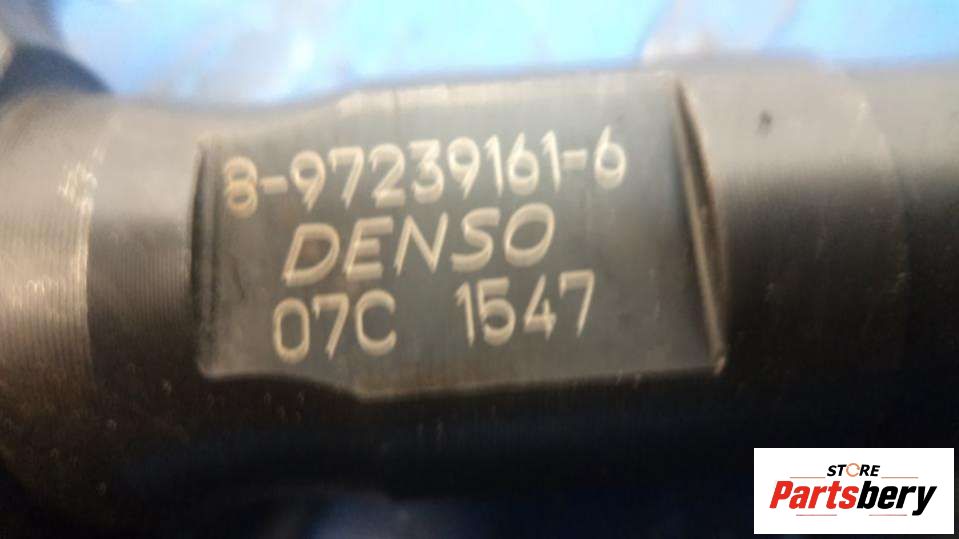 8-97239161-6
DENSO
07C 1547
STORE
Partsbery